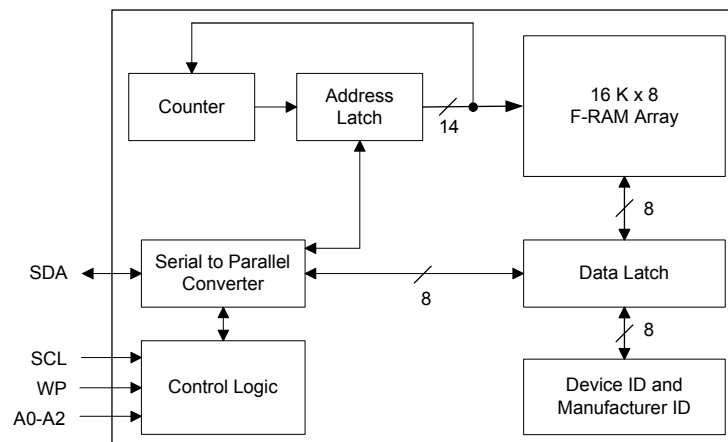 Counter
Address
Latch
14
16 K x 8
F-RAM Array
8
SDA
Serial to Parallel
Converter
8
Data Latch
8
SCL
WP
A0-A2
Control Logic
Device ID and
Manufacturer ID